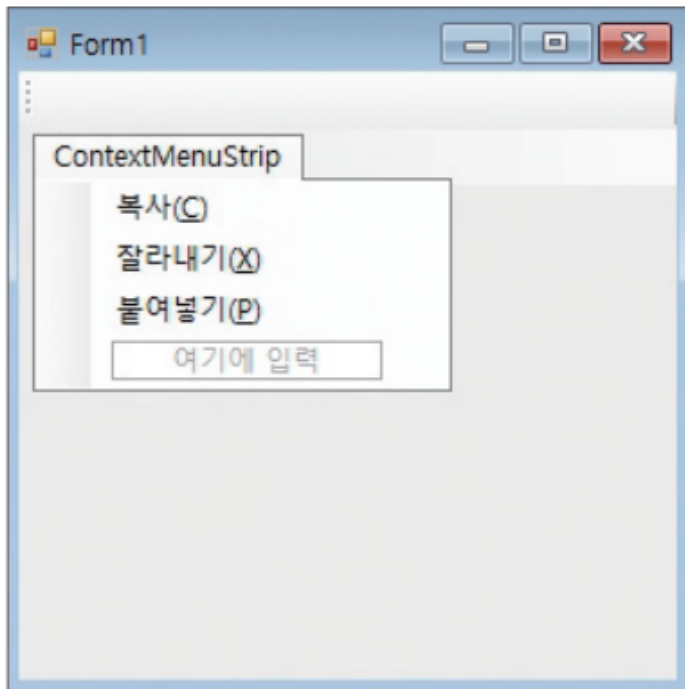 Form1
ContextMenuStrip
복사(C)
잘라내기(X)
붙여넣기(P)
여기에 입력